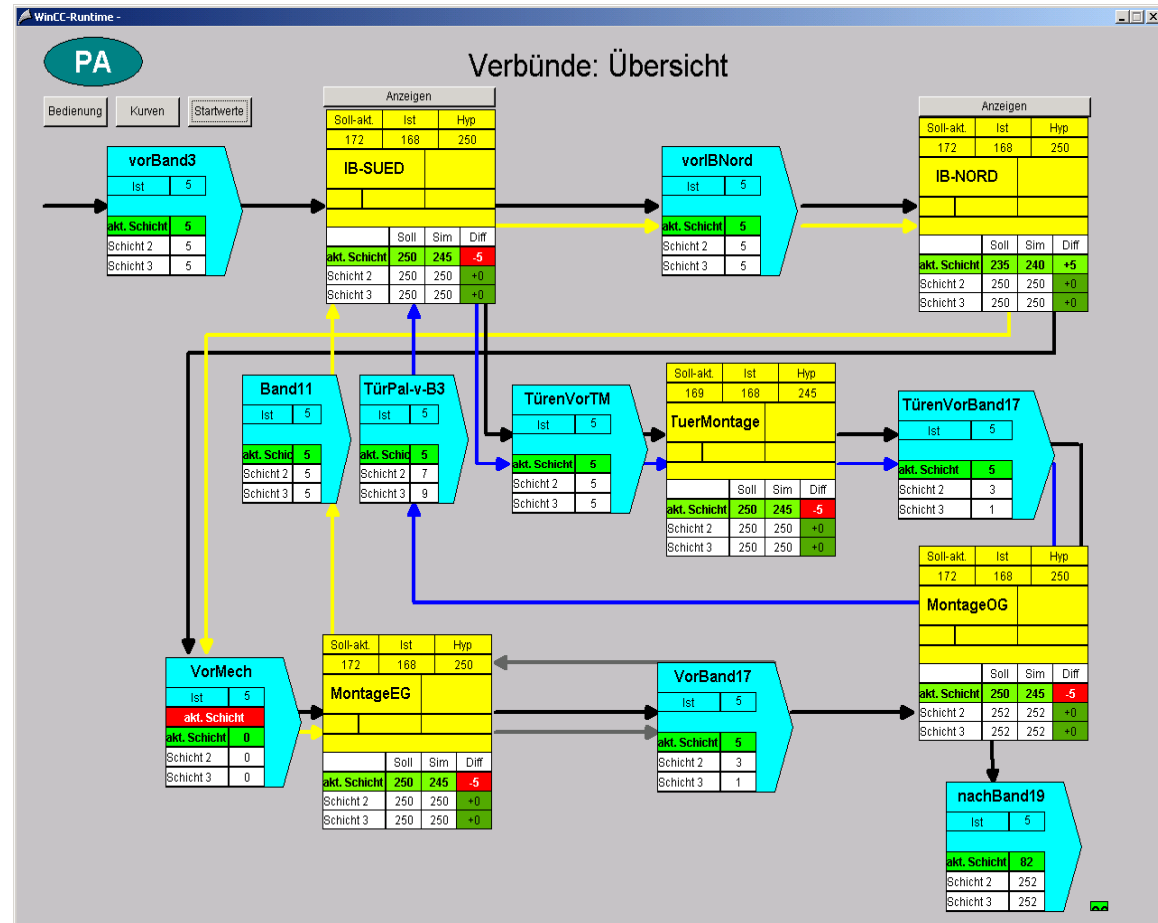 WinCC-Runtime -
PA
Verbünde: Übersicht
Bedienung Kurven Startwerte
vorBand3
Ist 5
akt. Schicht 5
Schicht 2 5
Schicht 3 5
Anzeigen
Soll-akt. Ist Hyp
172 168 250
IB-SUED
Soll Sim Diff
akt. Schicht 250 245 -5
Schicht 2 250 250 +0
Schicht 3 250 250 +0
vorIBNord
Ist 5
akt. Schicht 5
Schicht 2 5
Schicht 3 5
Anzeigen
Soll-akt. Ist Hyp
172 168 250
IB-NORD
Soll Sim Diff
akt. Schicht 235 240 +5
Schicht 2 250 250 +0
Schicht 3 250 250 +0
Band11
Ist 5
akt. Schic 5
Schicht 2 5
Schicht 3 5
TürPal-v-B3
Ist 5
akt. Schic 5
Schicht 2 7
Schicht 3 9
TürenVorTM
Ist 5
akt. Schicht 5
Schicht 2 5
Schicht 3 5
Soll-akt. Ist Hyp
169 168 245
TuerMontage
Soll Sim Diff
akt. Schicht 250 245 -5
Schicht 2 250 250 +0
Schicht 3 250 250 +0
TürenVorBand17
Ist 5
akt. Schicht 5
Schicht 2 3
Schicht 3 1
Soll-akt. Ist Hyp
172 168 250
MontageOG
Soll Sim Diff
akt. Schicht 250 245 -5
Schicht 2 252 252 +0
Schicht 3 252 252 +0
VorMech
Ist 5
akt. Schicht
akt. Schicht 0
Schicht 2 0
Schicht 3 0
Soll-akt. Ist Hyp
172 168 250
MontageEG
Soll Sim Diff
akt. Schicht 250 245 -5
Schicht 2 250 250 +0
Schicht 3 250 250 +0
VorBand17
Ist 5
akt. Schicht 5
Schicht 2 3
Schicht 3 1
nachBand19
Ist 5
akt. Schicht 82
Schicht 2 252
Schicht 3 252